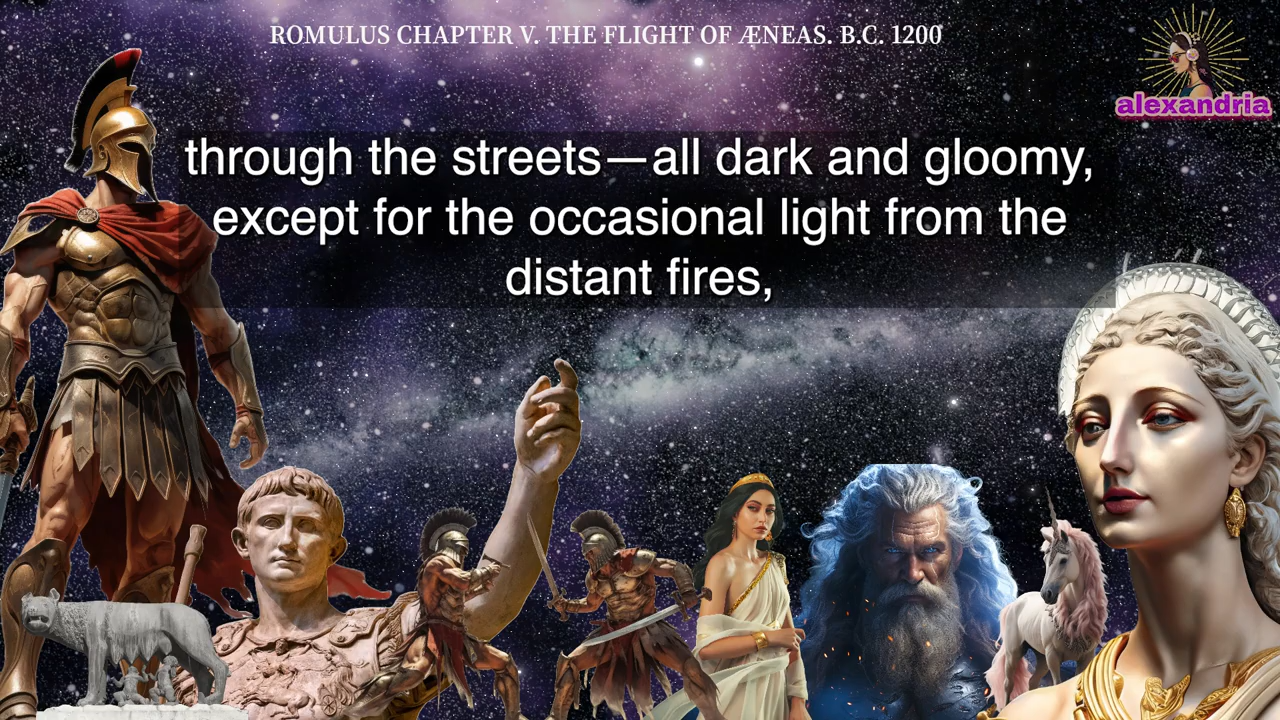 ROMULUS CHAPTER V. THE FLIGHT OF ÆNEAS. B.C. 1200
alexandria
through the streets—all dark and gloomy,
except for the occasional light from the
distant fires,